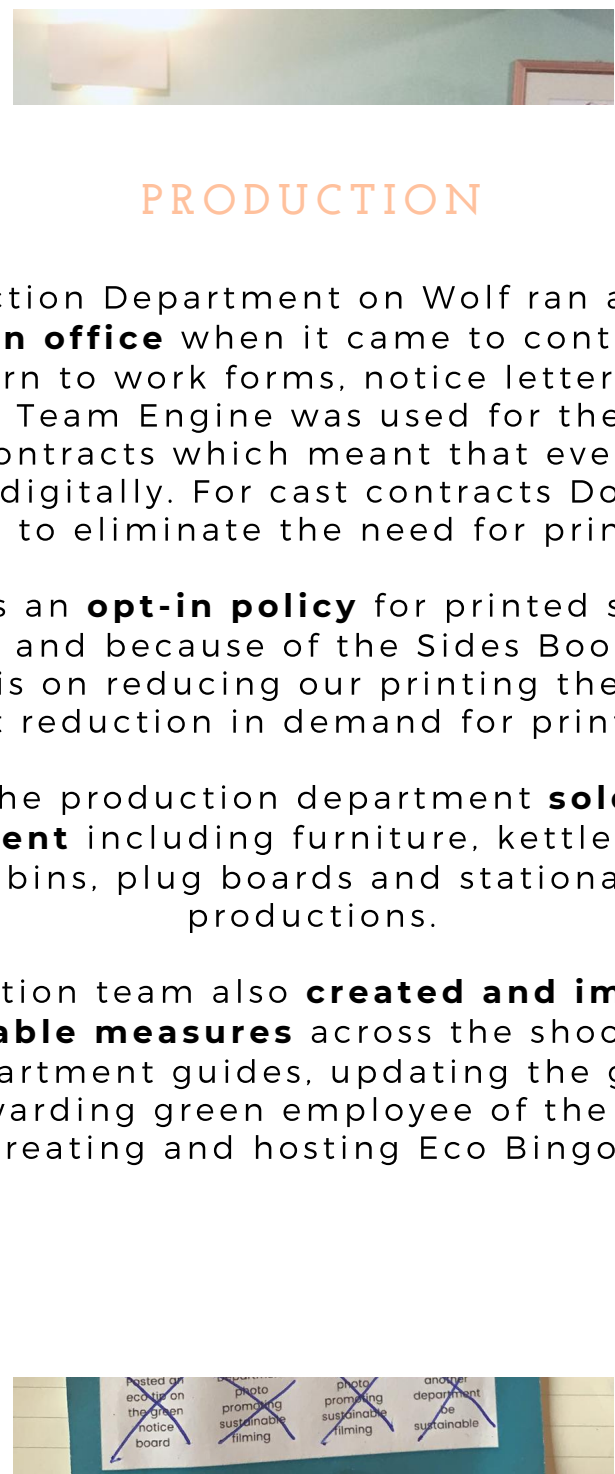 PRODUCTION
ction Department on Wolf ran a
n office when it came to cont
rn to work forms, notice letter
Team Engine was used for the
ontracts which meant that eve
digitally. For cast contracts Do
to eliminate the need for prin
s an opt-in policy for printed s
and because of the Sides Boo
is on reducing our printing the
t reduction in demand for prin
he production department sol
ent including furniture, kettle
bins, plug boards and stationa
productions.
tion team also created and im
able measures across the shoo
artment guides, updating the g
varding green employee of the
reating and hosting Eco Bingo
Posted an
eco tip on
the green
notice
board
photo
promoting
sustainable
filming
photo
promoting
sustainable
filming
another
department
be
sustainable